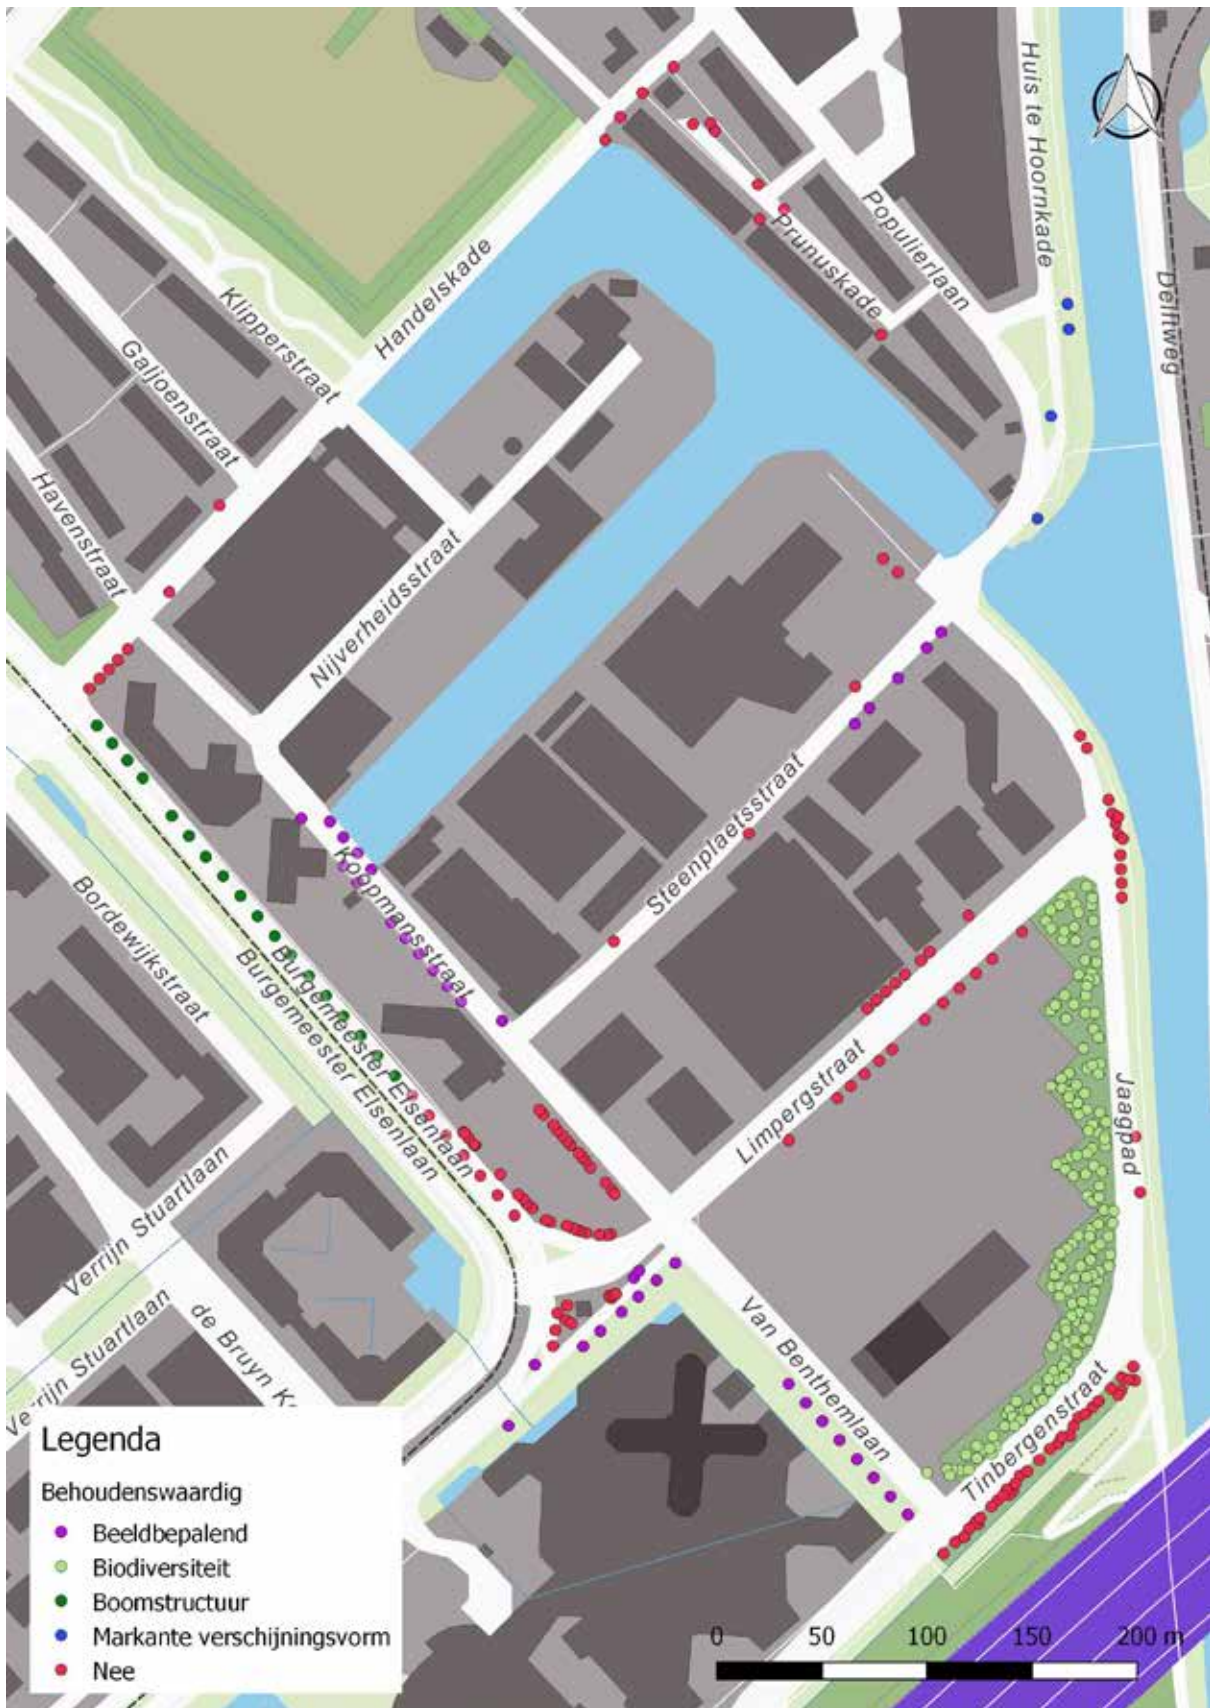 Huis te Hoornkade
Populierlaan
Prunuskade
Delftweg
Handelskade
Klipperstraat
Galjoenstraat
Havenstraat
Nijverheidsstraat
Steenplaetsstraat
Koopmansstraat
Bordewijkstraat
Burgemeester Elsenlaan
Burgemeester Elsenlaan
Limpergstraat
Jaagpad
Verrijn Stuartlaan
Verrijn Stuartlaan
de Bruyn K
Van Benthemlaan
Tinbergenstraat
Legenda
Behoudenswaardig
Beeldbepalend
Biodiversiteit
Boomstructuur
Markante verschijningsvorm
Nee
0 50 100 150 200 m